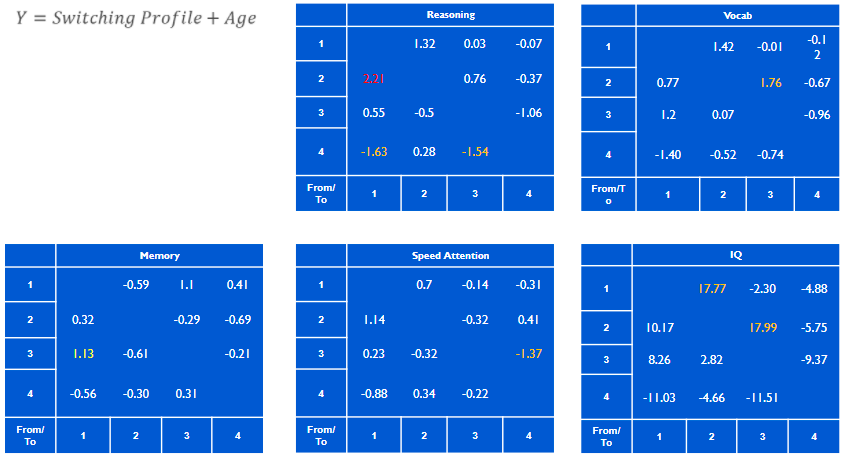 Y = Switching Profile + Age
Reasoning
1 1.32 0.03 -0.07
2 2.21 0.76 -0.37
3 0.55 -0.5 -1.06
4 -1.63 0.28 -1.54
From/
To 1 2 3 4
Vocab
1 1.42 -0.01 -0.1
2
2 0.77 1.76 -0.67
3 1.2 0.07 -0.96
4 -1.40 -0.52 -0.74
From/T
o 1 2 3 4
Memory
1 -0.59 1.1 0.41
2 0.32 -0.29 -0.69
3 1.13 -0.61 -0.21
4 -0.56 -0.30 0.31
From/
To 1 2 3 4
Speed Attention
1 0.7 -0.14 -0.31
2 1.14 -0.32 0.41
3 0.23 -0.32 -1.37
4 -0.88 0.34 -0.22
From/
To 1 2 3 4
IQ
1 17.77 -2.30 -4.88
2 10.17 17.99 -5.75
3 8.26 2.82 -9.37
4 -11.03 -4.66 -11.51
From/
To 1 2 3 4